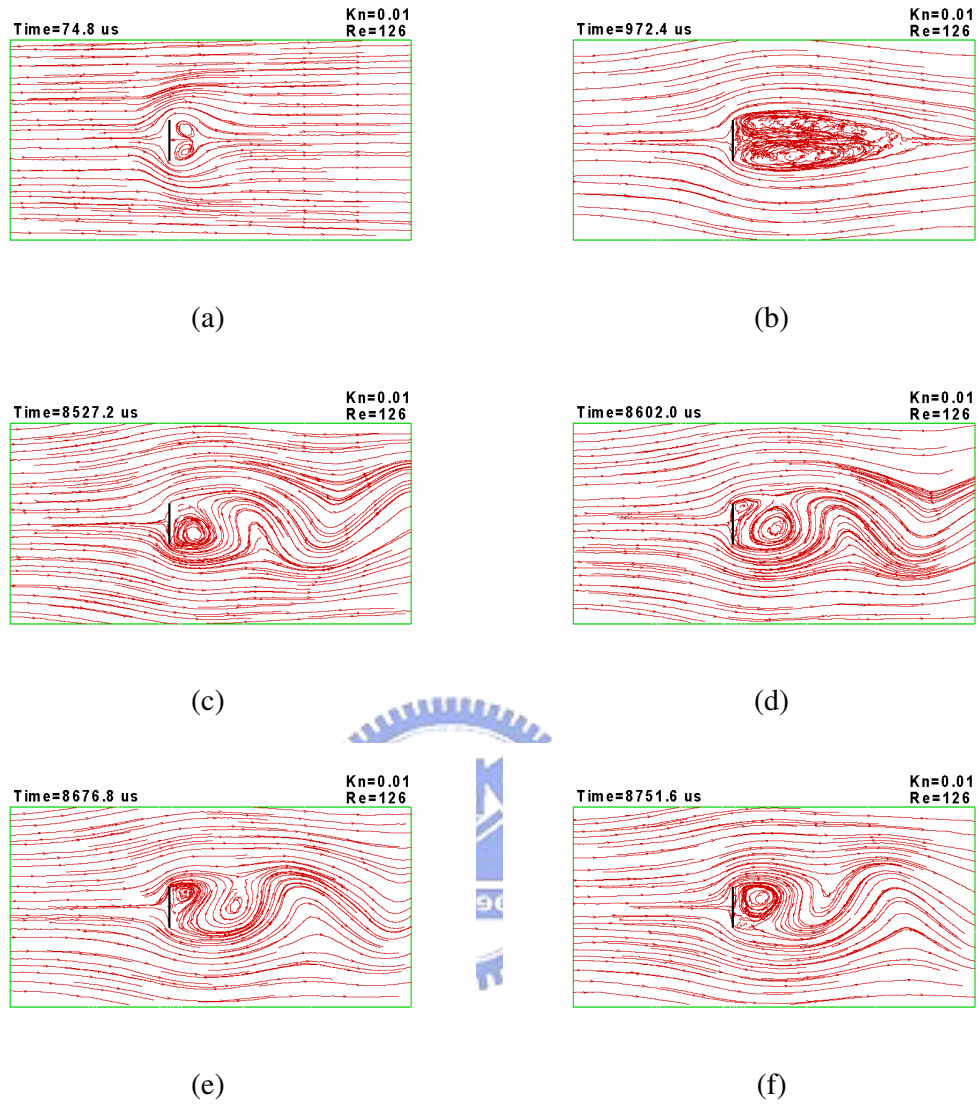 Time=74.8 us
Kn=0.01
Re=126
Time=972.4 us
Kn=0.01
Re=126
(a)
(b)
Time=8527.2 us
Kn=0.01
Re=126
Time=8602.0 us
Kn=0.01
Re=126
(c)
(d)
Time=8676.8 us
Kn=0.01
Re=126
Time=8751.6 us
Kn=0.01
Re=126
(e)
(f)